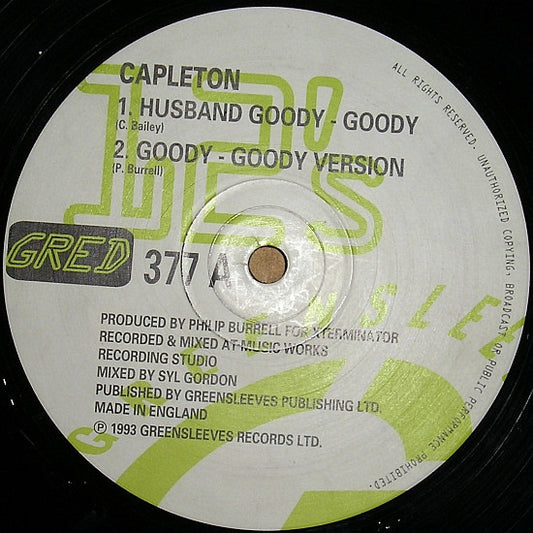 12's
CAPLETON
1. HUSBAND GOODY - GOODY
(C. Bailey)
2. GOODY - GOODY VERSION
(P. Burrell)
GRED 377 A
PRODUCED BY PHILIP BURRELL FOR XTERMINATOR
RECORDED & MIXED AT MUSIC WORKS
RECORDING STUDIO
MIXED BY SYL GORDON
PUBLISHED BY GREENSLEEVES PUBLISHING LTD.
MADE IN ENGLAND
℗ 1993 GREENSLEEVES RECORDS LTD.
ALL RIGHTS RESERVED. UNAUTHORIZED COPYING, BROADCAST OR PUBLIC PERFORMANCE PROHIBITED.